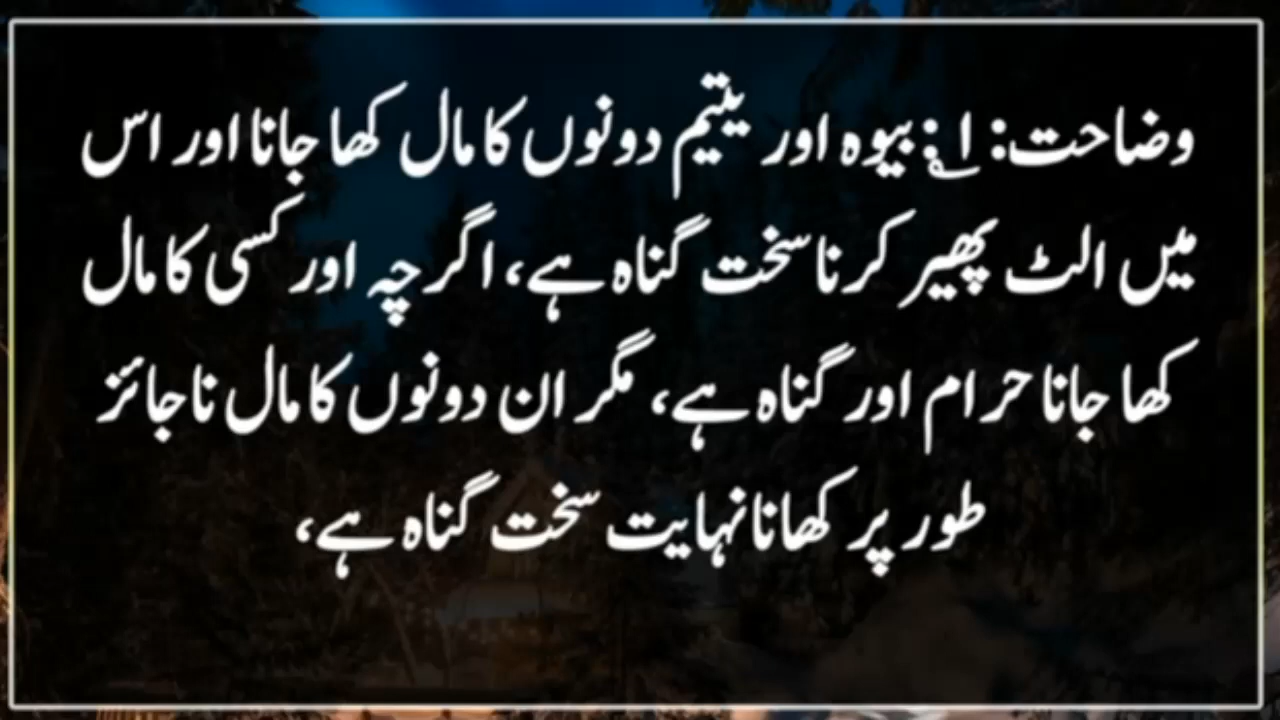 وضاحت: ۱؎: بیوہ اور یتیم دونوں کا مال کھا جانا اور اس
میں الٹ پھیر کرنا سخت گناہ ہے، اگرچہ اور کسی کا مال
کھا جانا حرام اور گناہ ہے، مگر ان دونوں کا مال ناجائز
طور پر کھانا نہایت سخت گناہ ہے،